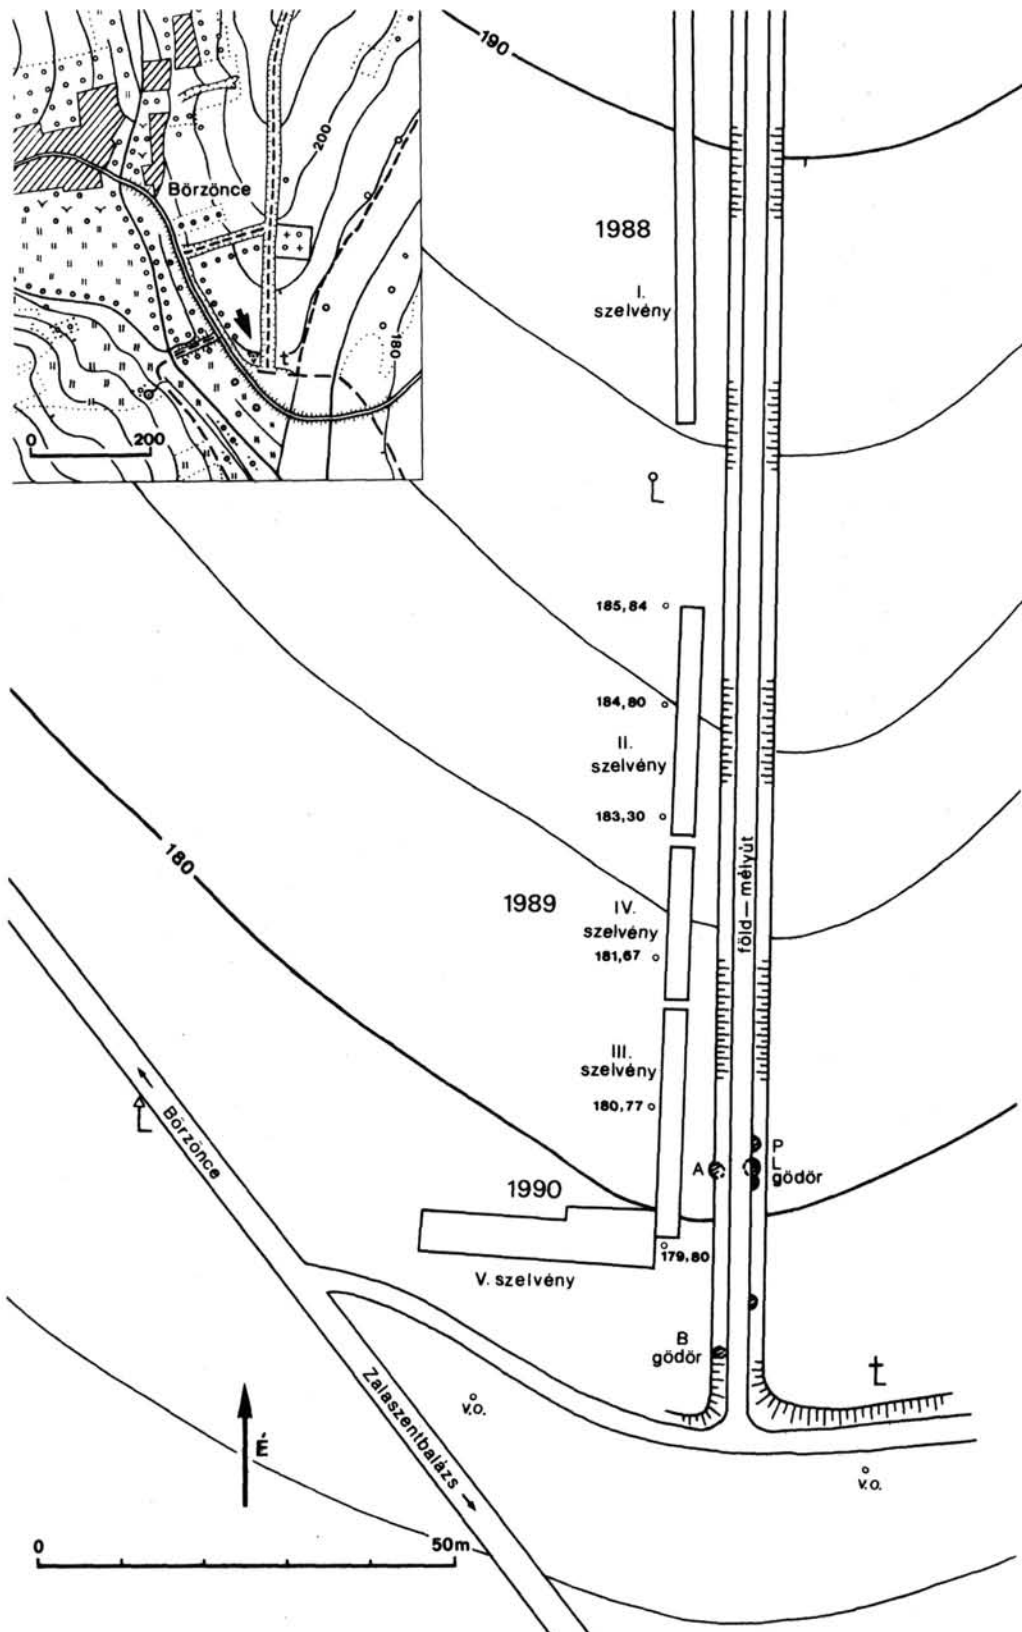 190
200
Börzönce
180
0
200
1988
I.
szelvény
185,84
184,80
II.
szelvény
183,30
180
1989
IV.
szelvény
181,67
föld—mélyút
III.
szelvény
180,77
Börzönce
P
A
L
gödör
1990
179,80
V. szelvény
B
gödör
Zalaszentbalázs
v.o.
É
v.o.
0
50m